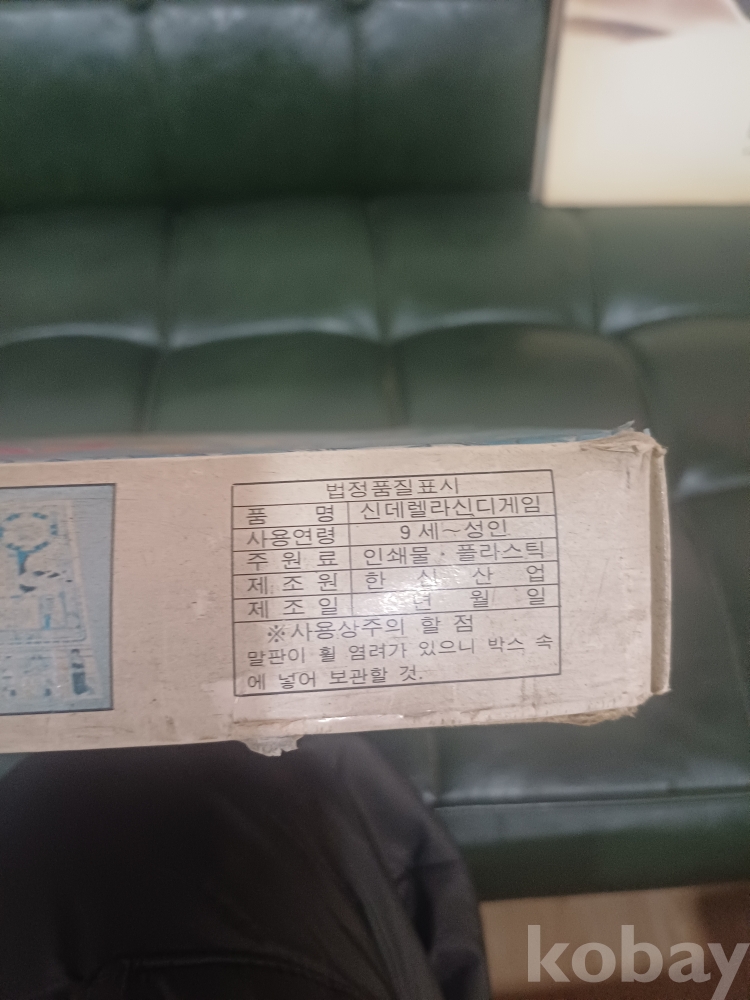 법정품질표시
품 명 신데렐라신디게임
사용연령 9세~성인
주원료 인쇄물·플라스틱
제조원 한신산업
제조일 년 월 일
※사용상주의 할 점
말판이 휠 염려가 있으니 박스 속
에 넣어 보관할 것.
kobay